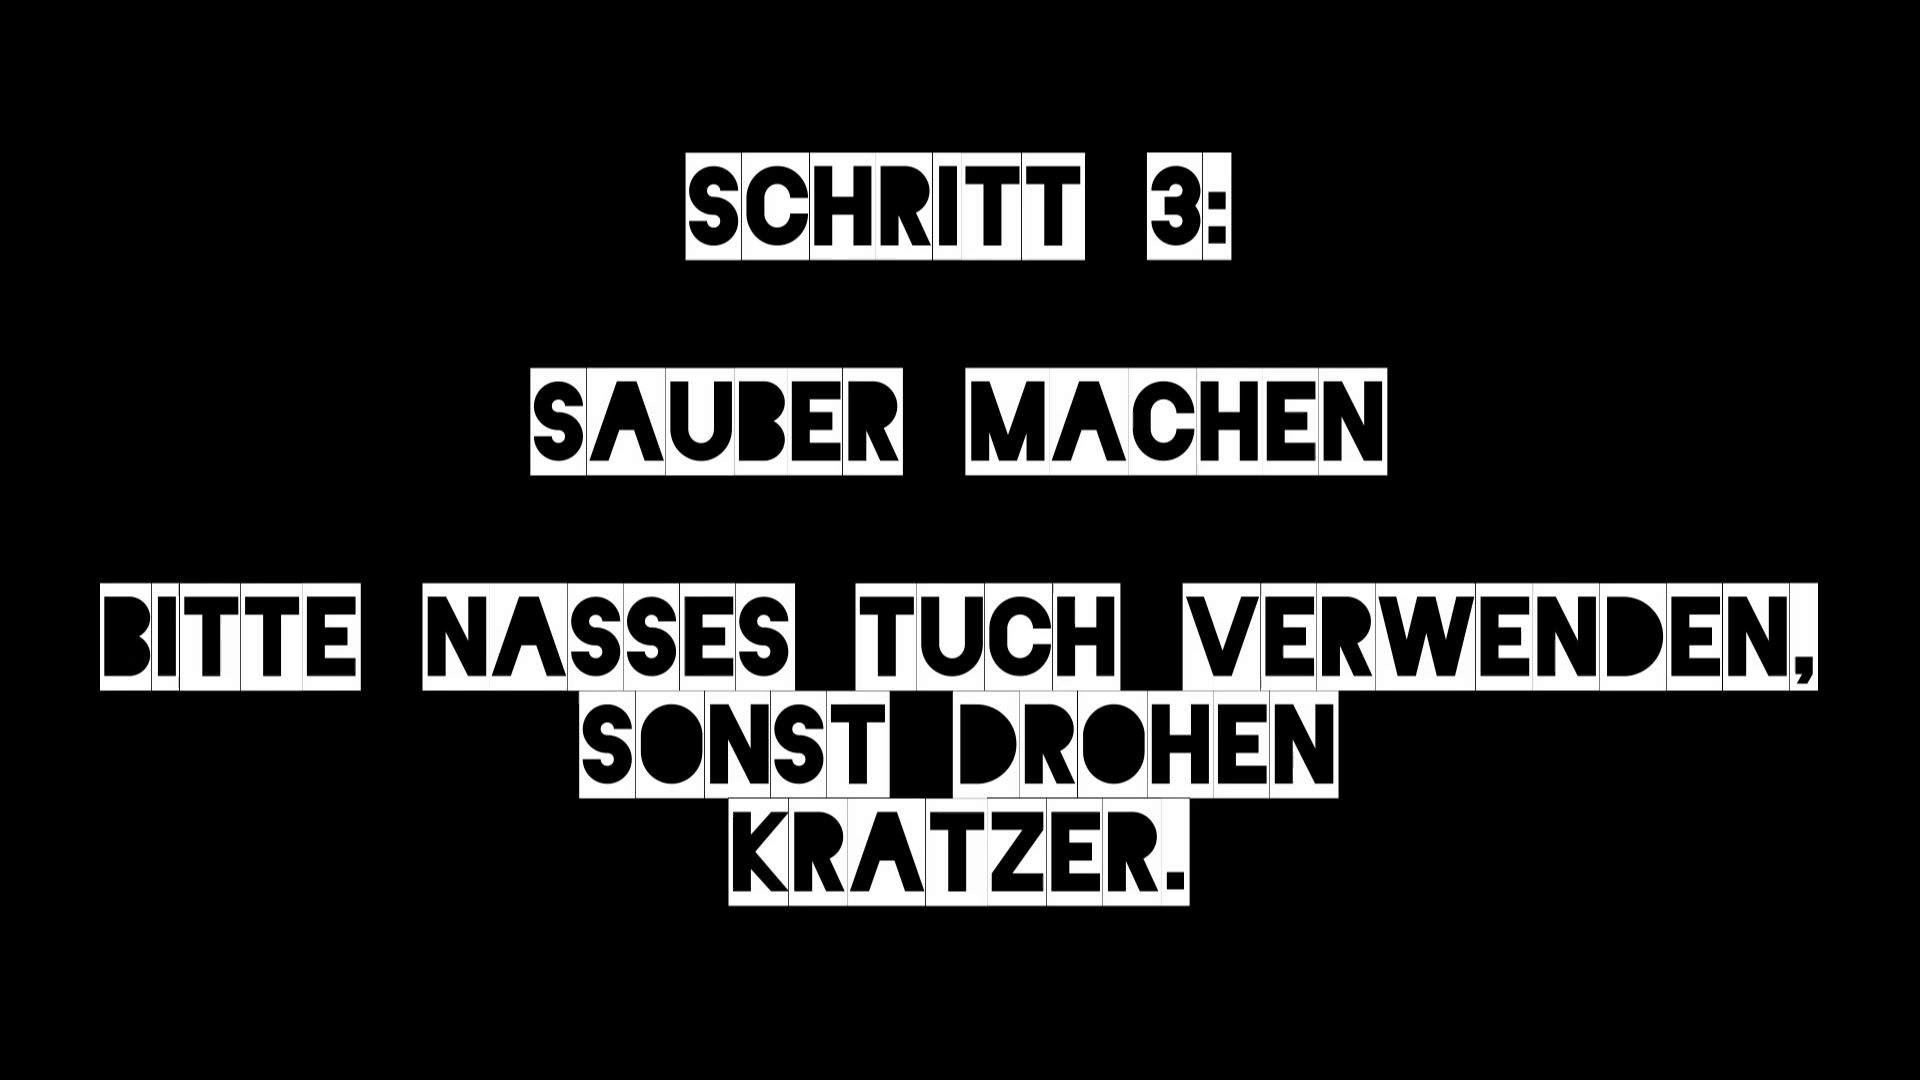 SCHRITT 3:
SAUBER MACHEN
BITTE NASSES TUCH VERWENDEN,
SONST DROHEN
KRATZER.